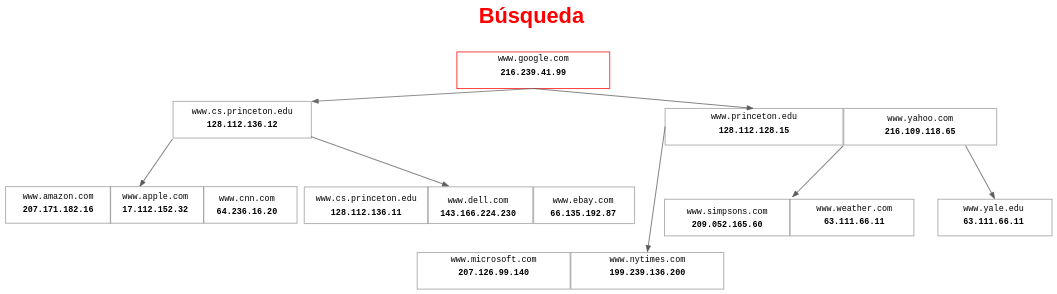 Búsqueda
www.google.com
216.239.41.99
www.cs.princeton.edu
128.112.136.12
www.princeton.edu
128.112.128.15
www.yahoo.com
216.109.118.65
www.amazon.com
207.171.182.16
www.apple.com
17.112.152.32
www.cnn.com
64.236.16.20
www.cs.princeton.edu
128.112.136.11
www.dell.com
143.166.224.230
www.ebay.com
66.135.192.87
www.simpsons.com
209.052.165.60
www.weather.com
63.111.66.11
www.yale.edu
63.111.66.11
www.microsoft.com
207.126.99.140
www.nytimes.com
199.239.136.200